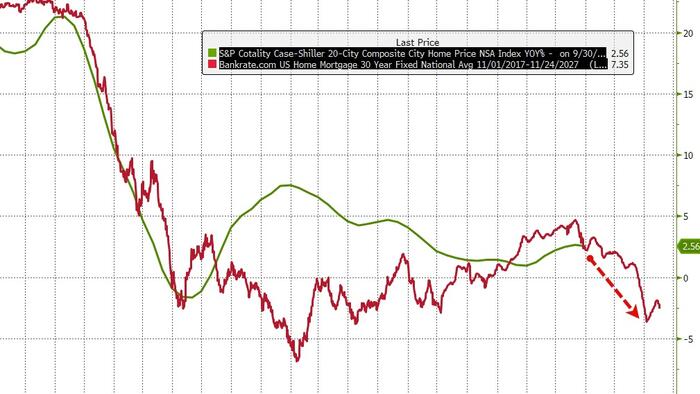 Last Price
S&P Cotality Case-Shiller 20-City Composite City Home Price NSA Index YOY% - on 9/30/... 2.56
Bankrate.com US Home Mortgage 30 Year Fixed National Avg 11/01/2017-11/24/2027 (L... 7.35
20
15
10
5
2.56
0
-5